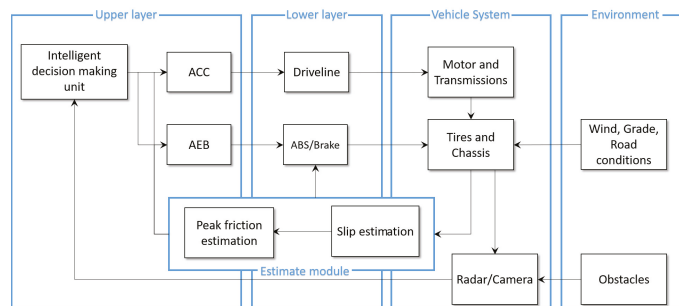 Upper layer
Lower layer
Vehicle System
Environment
Intelligent
decision making
unit
ACC
Driveline
Motor and
Transmissions
AEB
ABS/Brake
Tires and
Chassis
Wind, Grade,
Road
conditions
Peak friction
estimation
Slip estimation
Estimate module
Radar/Camera
Obstacles